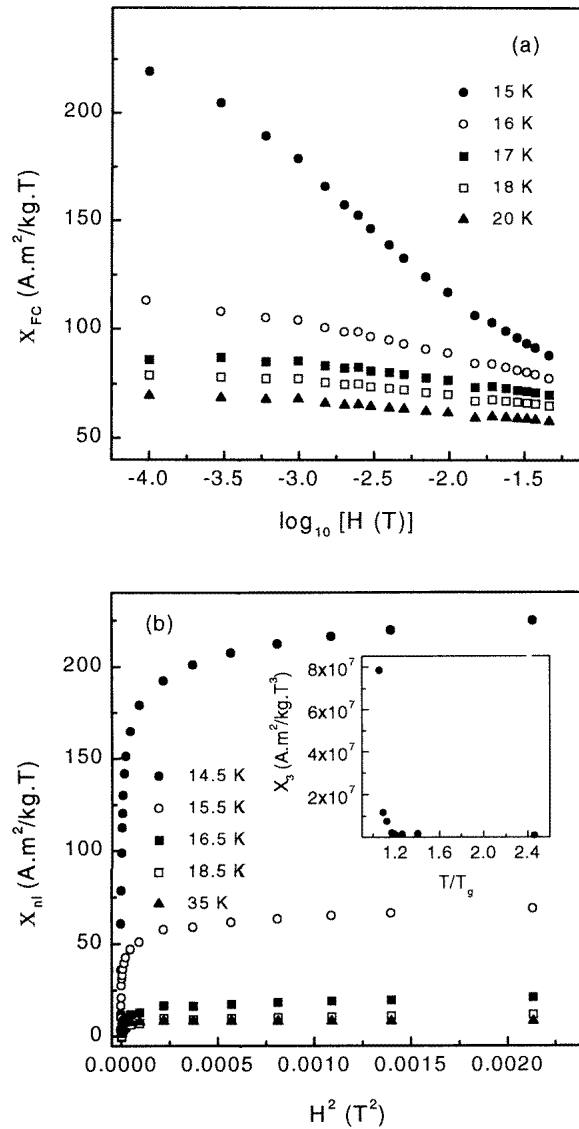 (a)
250
200
150
100
50
X_FC (A.m²/kg.T)
● 15 K
○ 16 K
■ 17 K
□ 18 K
▲ 20 K
-4.0 -3.5 -3.0 -2.5 -2.0 -1.5
log₁₀ [H (T)]
(b)
200
150
100
50
0
X_nl (A.m²/kg.T)
● 14.5 K
○ 15.5 K
■ 16.5 K
□ 18.5 K
▲ 35 K
8x10⁷
6x10⁷
4x10⁷
2x10⁷
X₃ (A.m²/kg.T³)
1.2 1.6 2.0 2.4
T/T_g
0.0000 0.0005 0.0010 0.0015 0.0020
H² (T²)